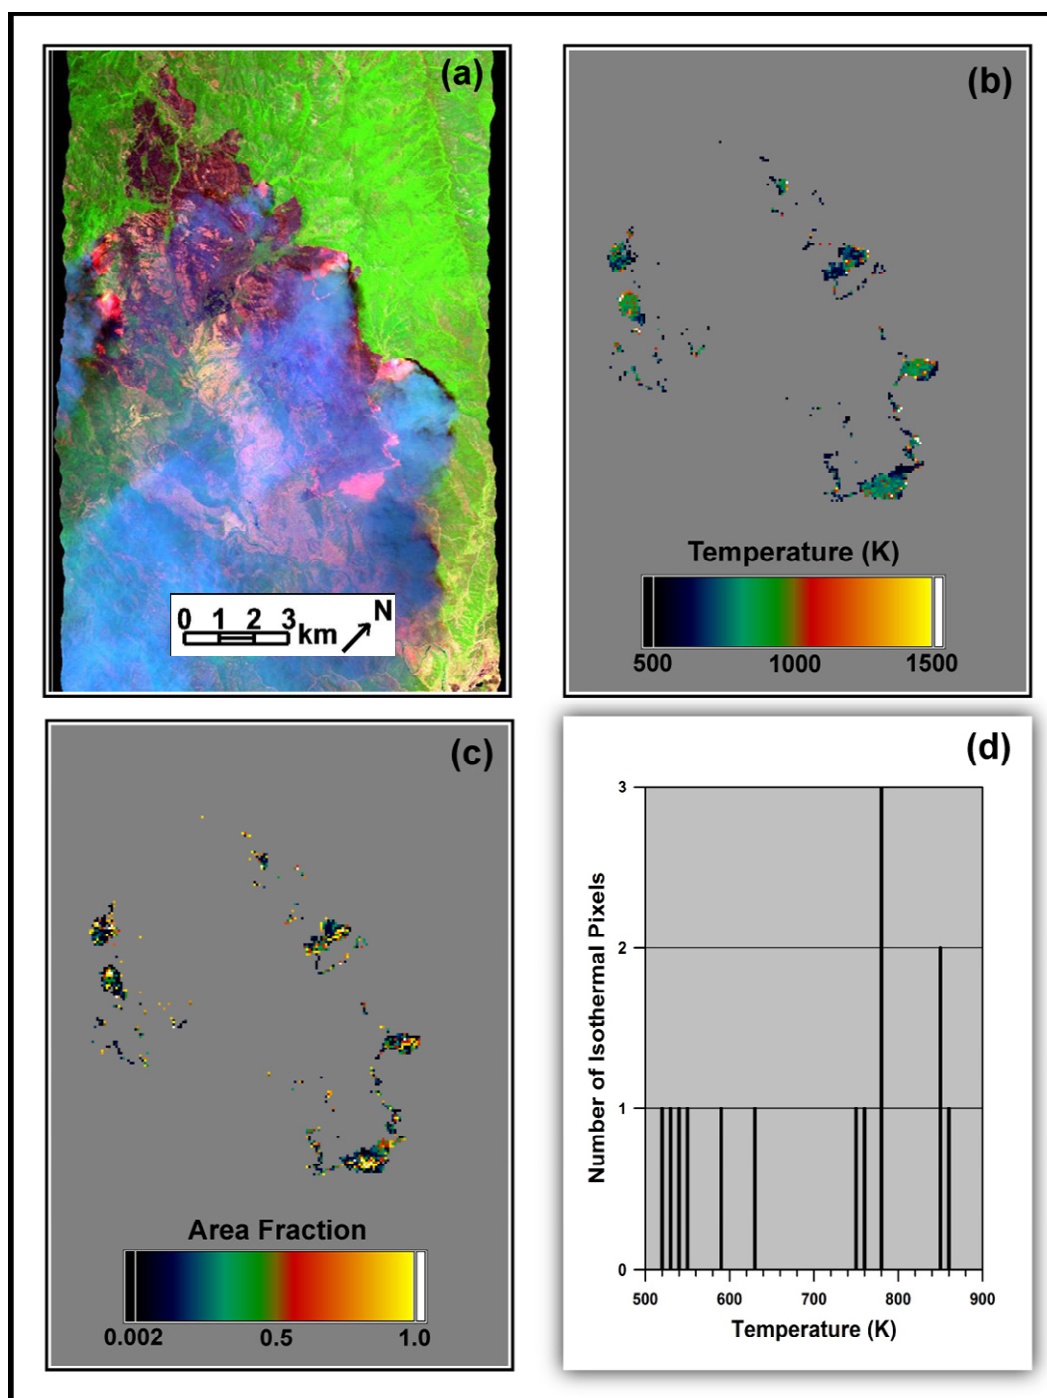 (a)
0 1 2 3
km
N
(b)
Temperature (K)
500 1000 1500
(c)
Area Fraction
0.002 0.5 1.0
(d)
3
2
1
0
Number of Isothermal Pixels
500 600 700 800 900
Temperature (K)